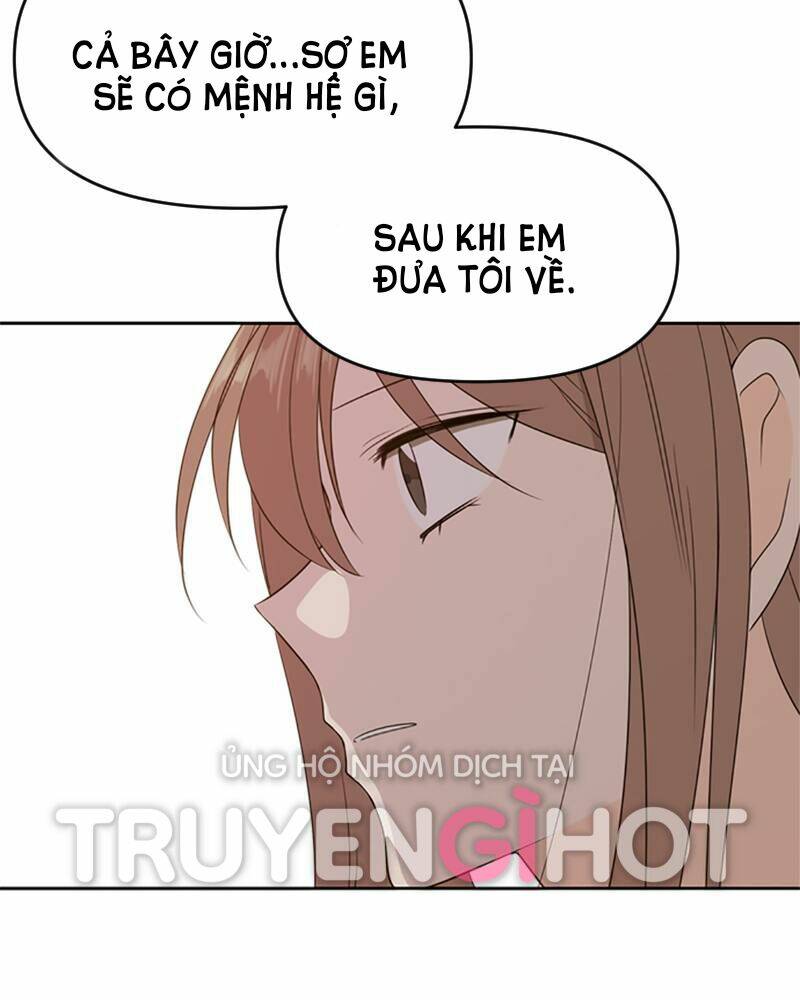 CẢ BÂY GIỜ...SỢ EM
SẼ CÓ MỆNH HỆ GÌ,
SAU KHI EM
ĐƯA TÔI VỀ.
ỦNG HỘ NHÓM DỊCH TẠI
TRUYENGÌHOT